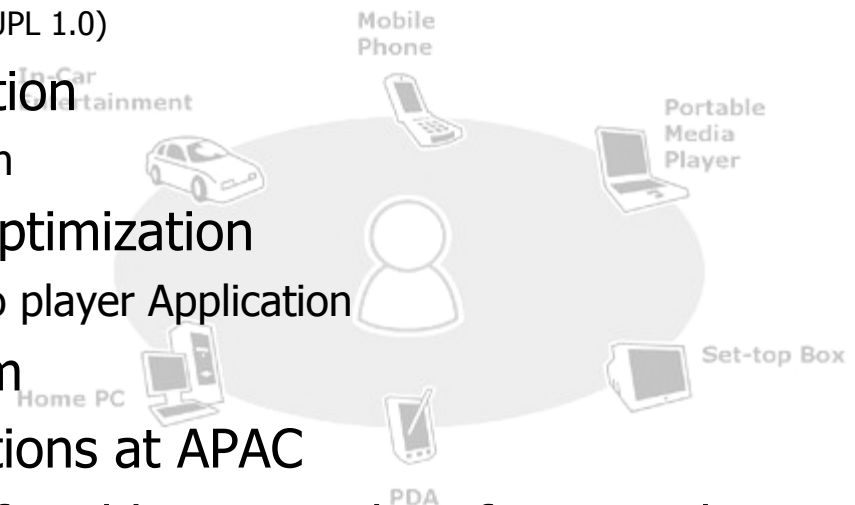 UPL 1.0)
Mobile
Phone
In-Car
Entertainment
tion
Portable
Media
Player
n
ptimization
o player Application
Set-top Box
m
Home PC
tions at APAC
PDA